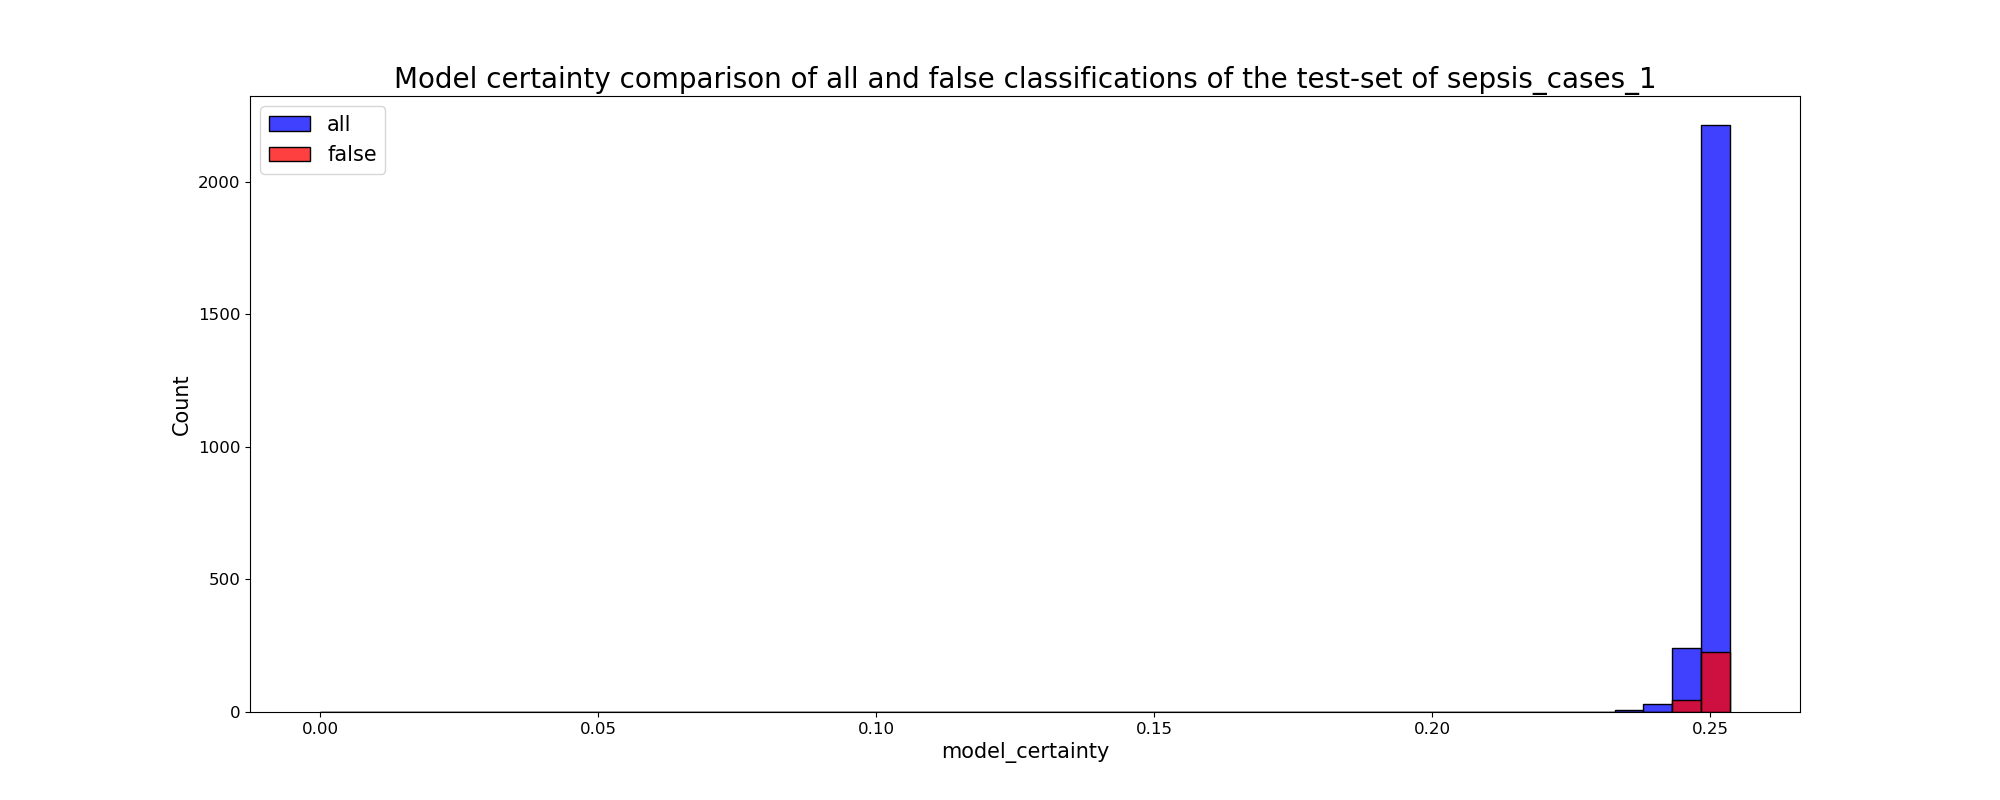 Model certainty comparison of all and false classifications of the test-set of sepsis_cases_1
all
false
2000
1500
1000
500
0
Count
0.00 0.05 0.10 0.15 0.20 0.25
model_certainty